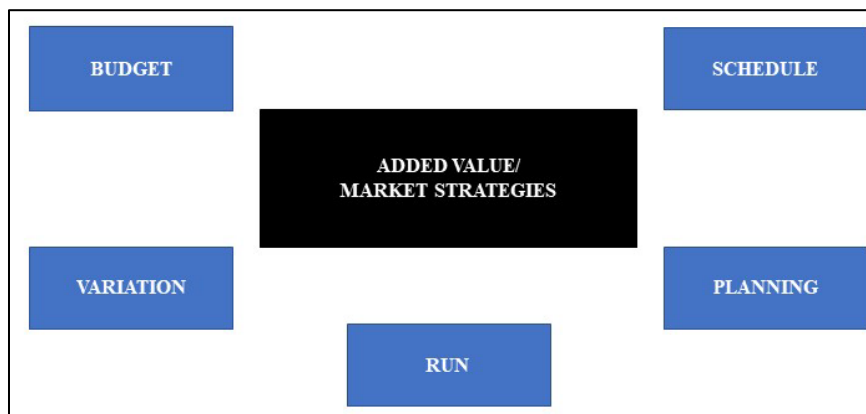 BUDGET
SCHEDULE
ADDED VALUE/
MARKET STRATEGIES
VARIATION
PLANNING
RUN